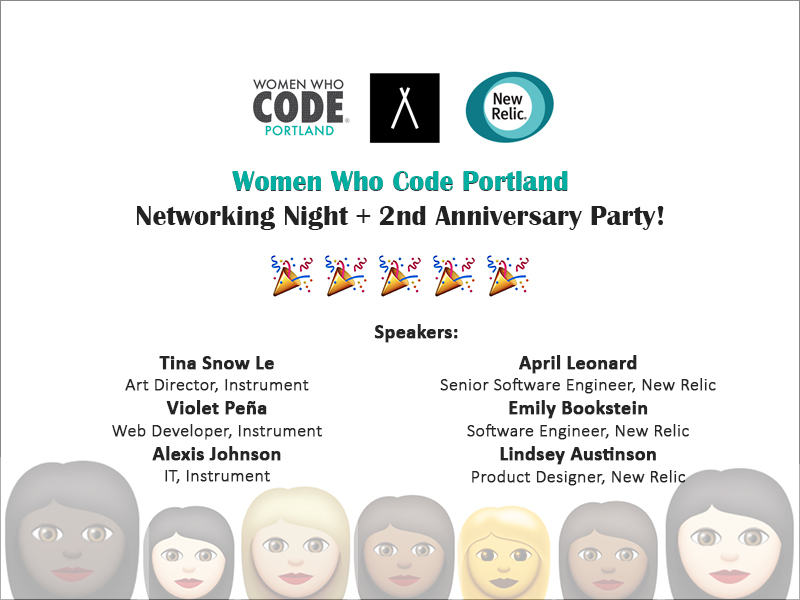 WOMEN WHO
CODE®
PORTLAND
New
Relic.
Women Who Code Portland
Networking Night + 2nd Anniversary Party!
Speakers:
Tina Snow Le
Art Director, Instrument
Violet Peña
Web Developer, Instrument
Alexis Johnson
IT, Instrument
April Leonard
Senior Software Engineer, New Relic
Emily Bookstein
Software Engineer, New Relic
Lindsey Austinson
Product Designer, New Relic